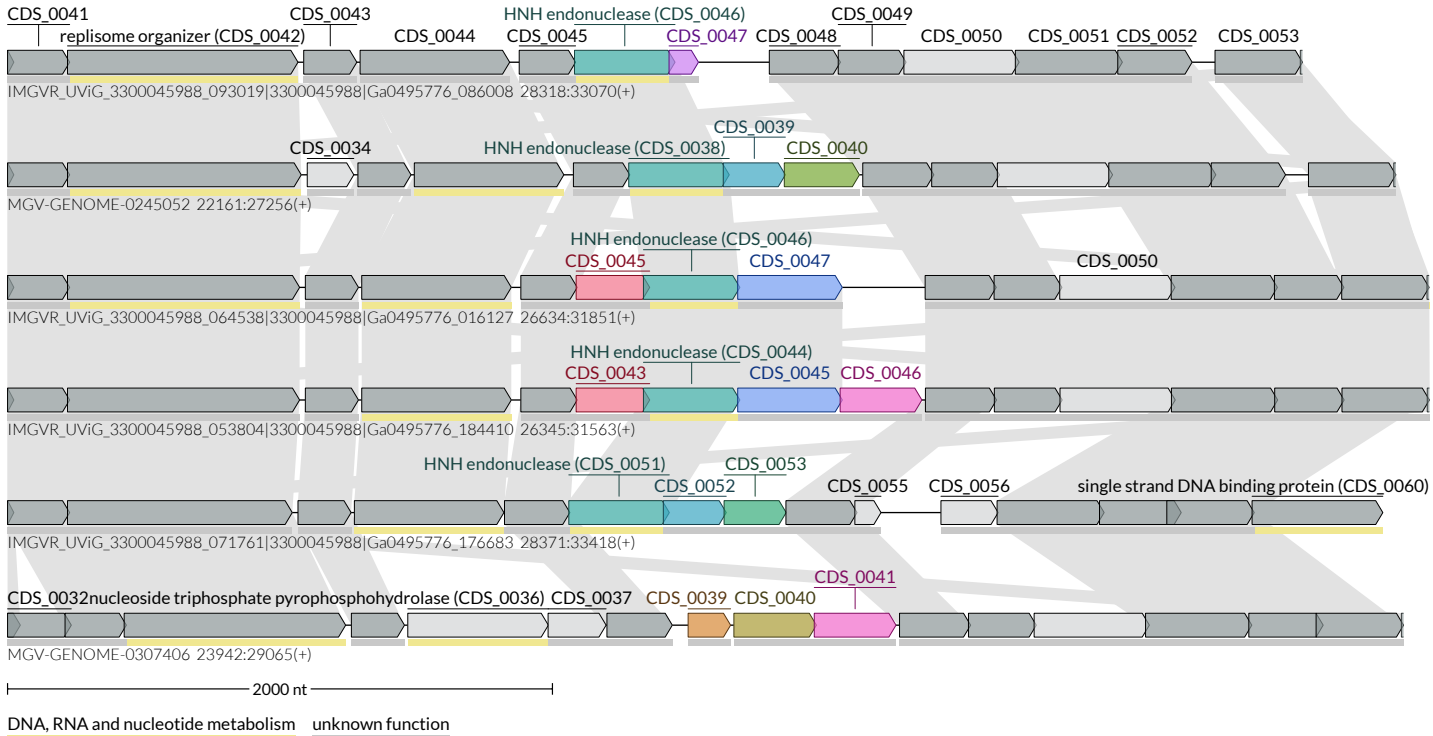 CDS_0041 CDS_0043 HNH endonuclease (CDS_0046) CDS_0049
replisome organizer (CDS_0042) CDS_0044 CDS_0045 CDS_0047 CDS_0048 CDS_0050 CDS_0051 CDS_0052 CDS_0053
IMGVR_UViG_3300045988_093019|3300045988|Ga0495776_086008 28318:33070(+)
CDS_0039
CDS_0034 HNH endonuclease (CDS_0038) CDS_0040
MGV-GENOME-0245052 22161:27256(+)
HNH endonuclease (CDS_0046)
CDS_0045 CDS_0047 CDS_0050
IMGVR_UViG_3300045988_064538|3300045988|Ga0495776_016127 26634:31851(+)
HNH endonuclease (CDS_0044)
CDS_0043 CDS_0045 CDS_0046
IMGVR_UViG_3300045988_053804|3300045988|Ga0495776_184410 26345:31563(+)
HNH endonuclease (CDS_0051) CDS_0053
CDS_0052 CDS_0055 CDS_0056 single strand DNA binding protein (CDS_0060)
IMGVR_UViG_3300045988_071761|3300045988|Ga0495776_176683 28371:33418(+)
CDS_0041
CDS_0032 nucleoside triphosphate pyrophosphohydrolase (CDS_0036) CDS_0037 CDS_0039 CDS_0040
MGV-GENOME-0307406 23942:29065(+)
2000 nt
DNA, RNA and nucleotide metabolism unknown function